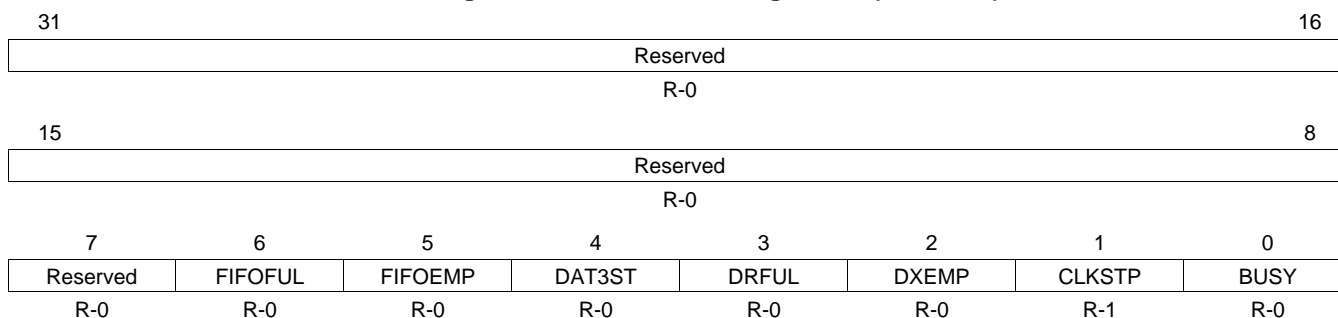 31 16
Reserved
R-0
15 8
Reserved
R-0
7 6 5 4 3 2 1 0
Reserved FIFOFUL FIFOEMP DAT3ST DRFUL DXEMP CLKSTP BUSY
R-0 R-0 R-0 R-0 R-0 R-0 R-1 R-0